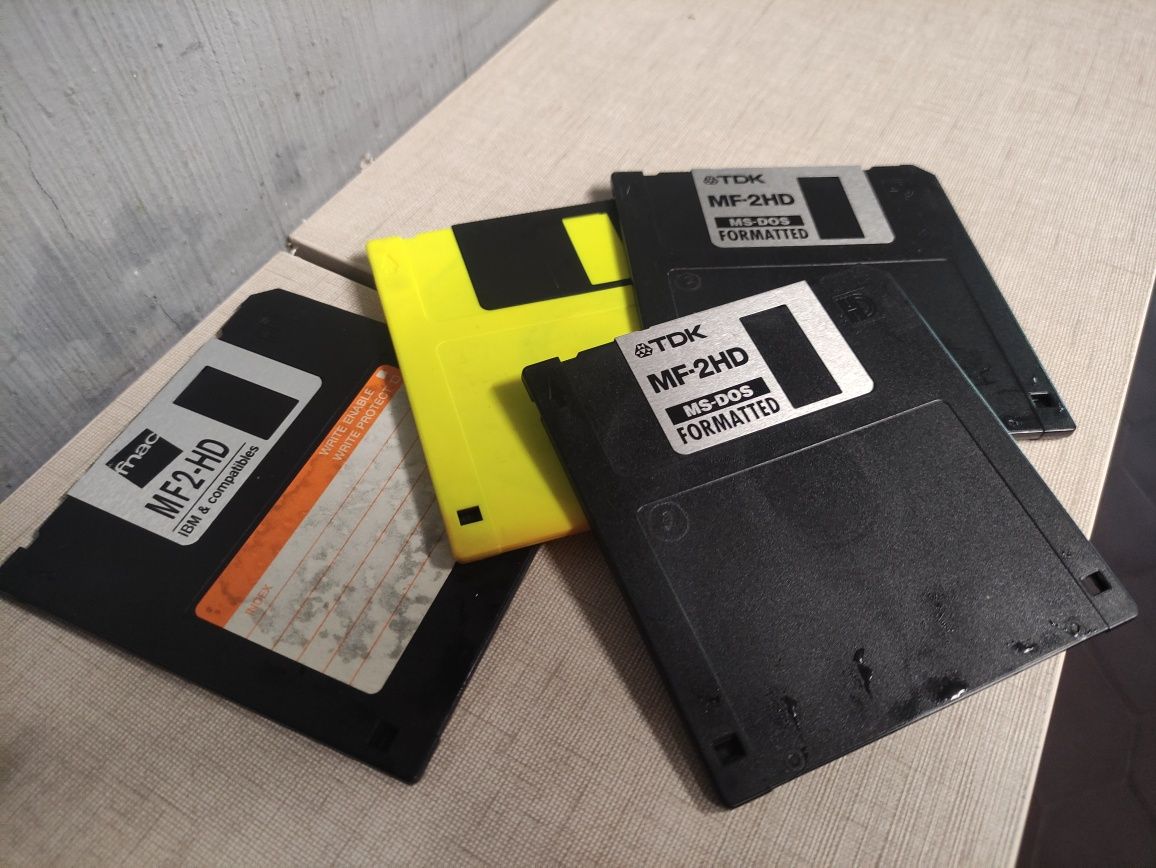 TDK
MF-2HD
MS-DOS
FORMATTED
TDK
MF-2HD
MS-DOS
FORMATTED
HD
fnac
MF2-HD
IBM & compatibles
WRITE ENABLE
WRITE PROTECT
INDEX